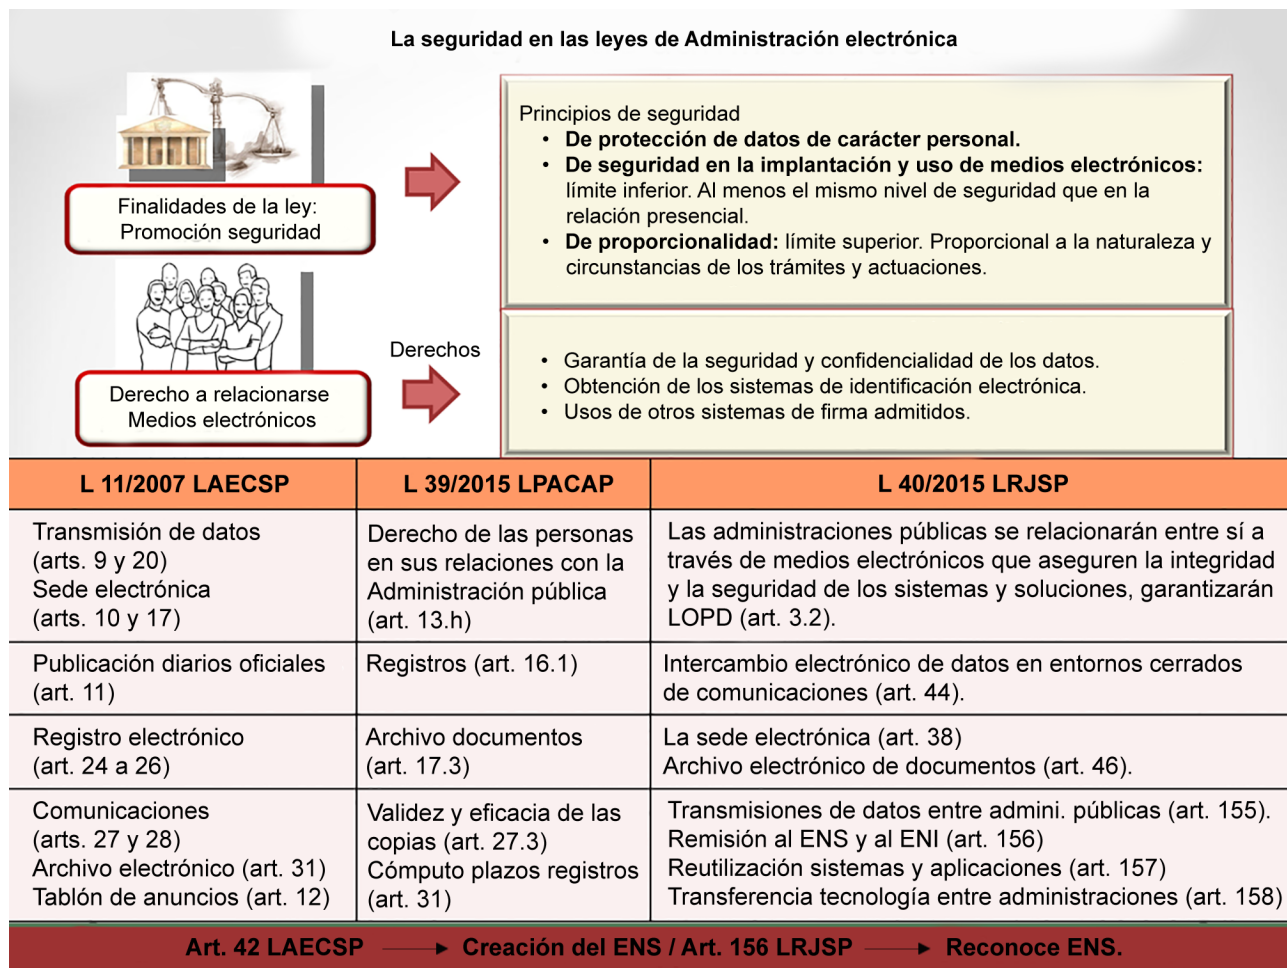 La seguridad en las leyes de Administración electrónica
Finalidades de la ley:
Promoción seguridad
Principios de seguridad
• De protección de datos de carácter personal.
• De seguridad en la implantación y uso de medios electrónicos:
límite inferior. Al menos el mismo nivel de seguridad que en la
relación presencial.
• De proporcionalidad: límite superior. Proporcional a la naturaleza y
circunstancias de los trámites y actuaciones.
Derecho a relacionarse
Medios electrónicos
Derechos
• Garantía de la seguridad y confidencialidad de los datos.
• Obtención de los sistemas de identificación electrónica.
• Usos de otros sistemas de firma admitidos.
L 11/2007 LAECSP
L 39/2015 LPACAP
L 40/2015 LRJSP
Transmisión de datos
(arts. 9 y 20)
Sede electrónica
(arts. 10 y 17)
Derecho de las personas
en sus relaciones con la
Administración pública
(art. 13.h)
Las administraciones públicas se relacionarán entre sí a
través de medios electrónicos que aseguren la integridad
y la seguridad de los sistemas y soluciones, garantizarán
LOPD (art. 3.2).
Publicación diarios oficiales
(art. 11)
Registros (art. 16.1)
Intercambio electrónico de datos en entornos cerrados
de comunicaciones (art. 44).
Registro electrónico
(art. 24 a 26)
Archivo documentos
(art. 17.3)
La sede electrónica (art. 38)
Archivo electrónico de documentos (art. 46).
Comunicaciones
(arts. 27 y 28)
Archivo electrónico (art. 31)
Tablón de anuncios (art. 12)
Validez y eficacia de las
copias (art. 27.3)
Cómputo plazos registros
(art. 31)
Transmisiones de datos entre admini. públicas (art. 155).
Remisión al ENS y al ENI (art. 156)
Reutilización sistemas y aplicaciones (art. 157)
Transferencia tecnología entre administraciones (art. 158)
Art. 42 LAECSP → Creación del ENS / Art. 156 LRJSP → Reconoce ENS.